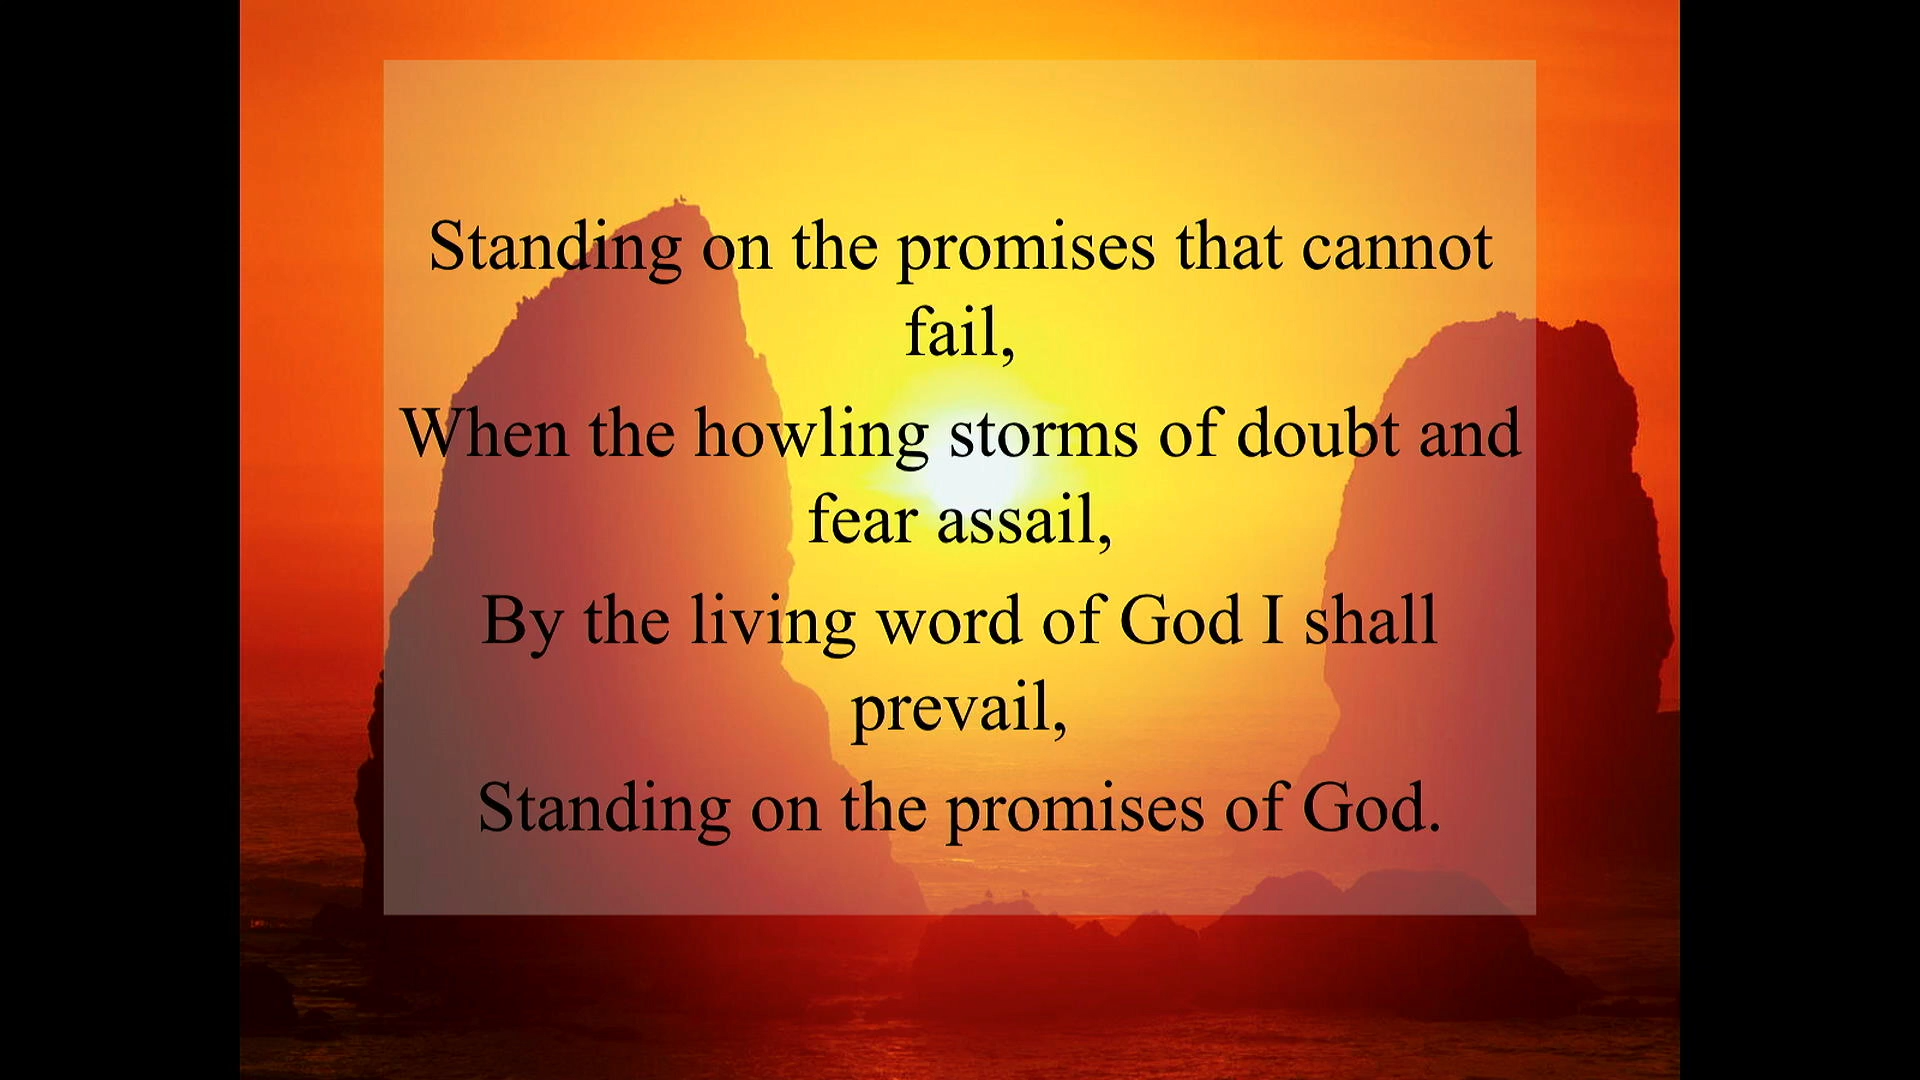 Standing on the promises that cannot
fail,
When the howling storms of doubt and
fear assail,
By the living word of God I shall
prevail,
Standing on the promises of God.